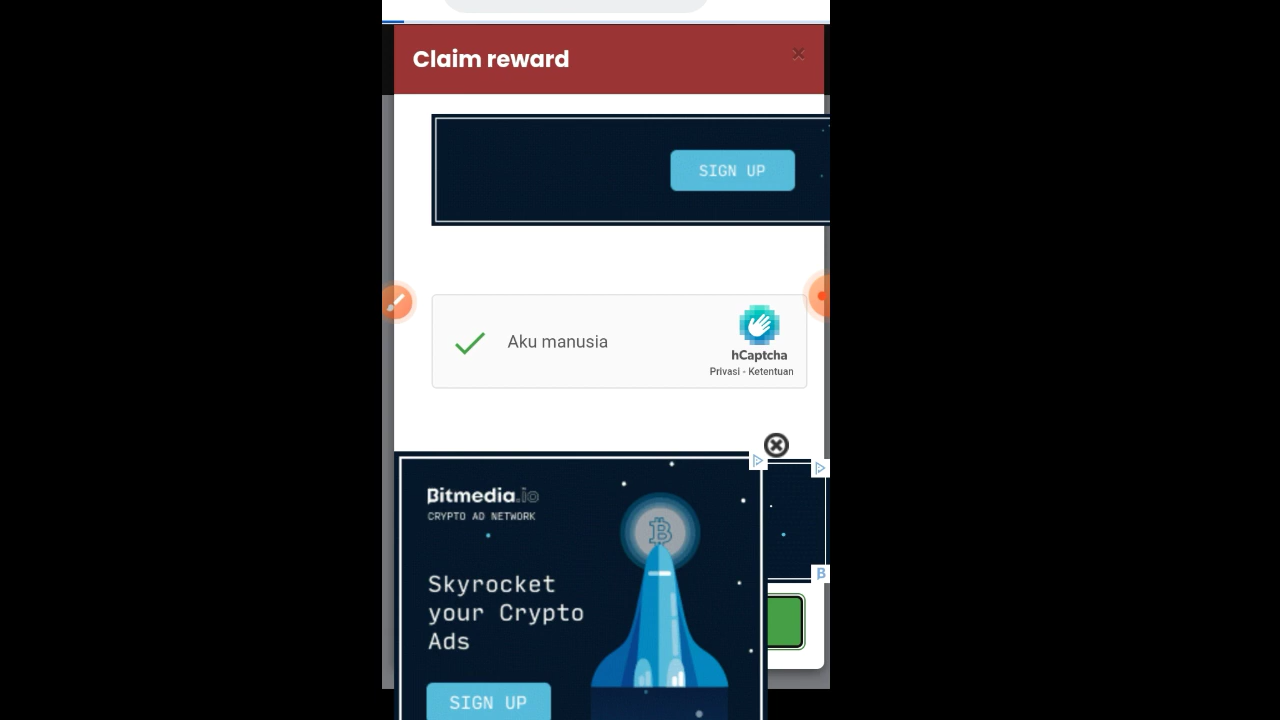 Claim reward
×
SIGN UP
Aku manusia
hCaptcha
Privasi - Ketentuan
Bitmedia.io
CRYPTO AD NETWORK
Skyrocket
your Crypto
Ads
SIGN UP